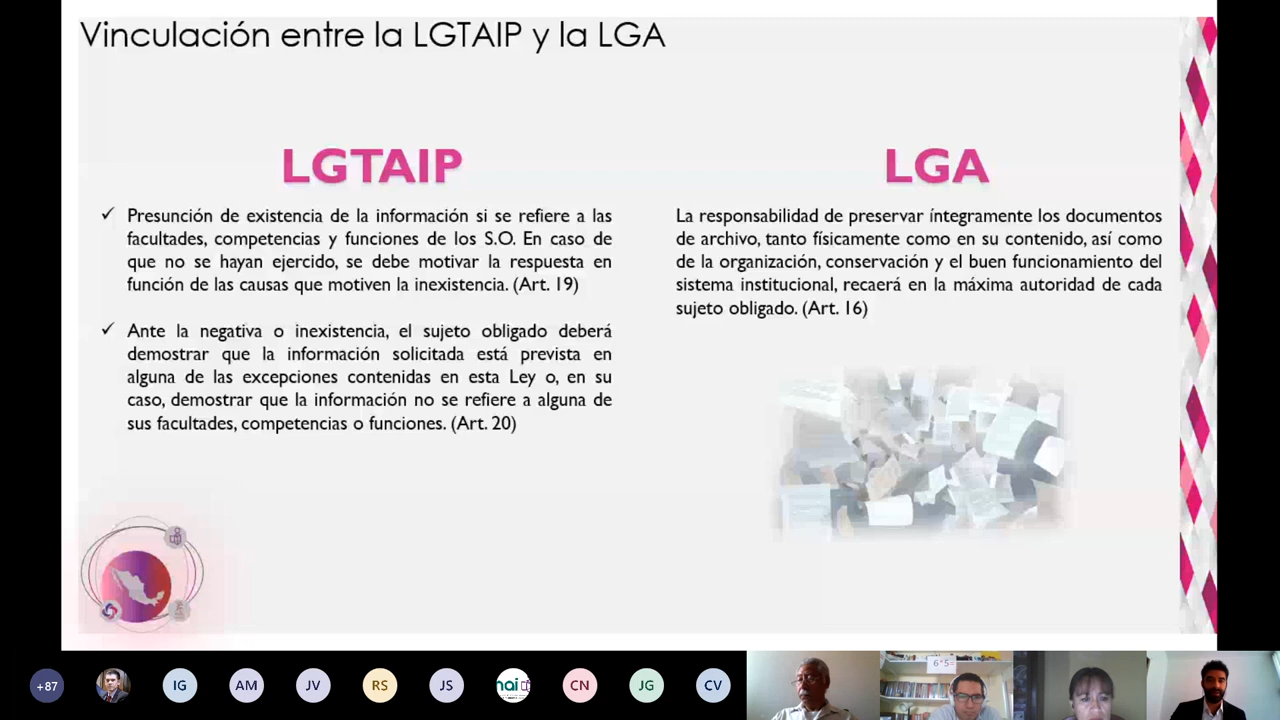 Vinculación entre la LGTAIP y la LGA
LGTAIP
✓ Presunción de existencia de la información si se refiere a las
facultades, competencias y funciones de los S.O. En caso de
que no se hayan ejercido, se debe motivar la respuesta en
función de las causas que motiven la inexistencia. (Art. 19)
✓ Ante la negativa o inexistencia, el sujeto obligado deberá
demostrar que la información solicitada está prevista en
alguna de las excepciones contenidas en esta Ley o, en su
caso, demostrar que la información no se refiere a alguna de
sus facultades, competencias o funciones. (Art. 20)
LGA
La responsabilidad de preservar íntegramente los documentos
de archivo, tanto físicamente como en su contenido, así como
de la organización, conservación y el buen funcionamiento del
sistema institucional, recaerá en la máxima autoridad de cada
sujeto obligado. (Art. 16)
+87
IG
AM
JV
RS
JS
nai
CN
JG
CV
6*5=